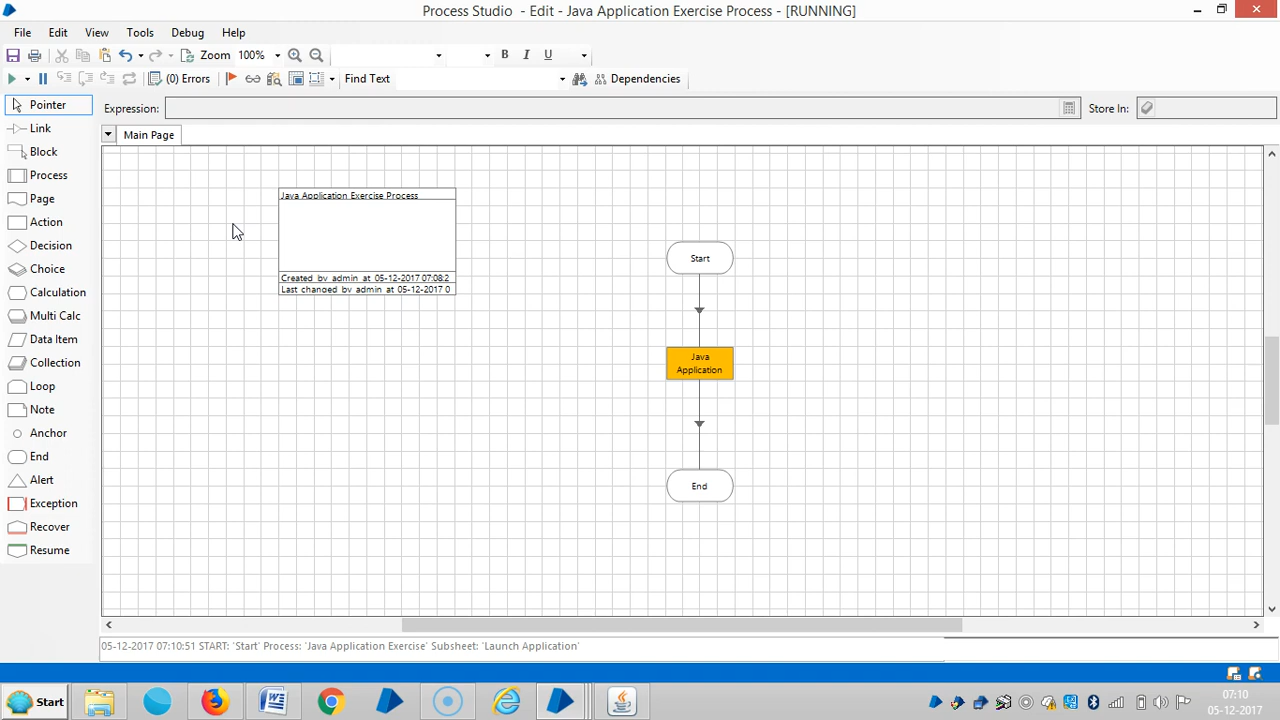 Process Studio - Edit - Java Application Exercise Process - [RUNNING]
File Edit View Tools Debug Help
Zoom 100% B I U
(0) Errors Find Text Dependencies
Pointer
Expression: Store In:
Link
Main Page
Block
Process
Page
Action
Decision
Choice
Calculation
Multi Calc
Data Item
Collection
Loop
Note
Anchor
End
Alert
Exception
Recover
Resume
Java Application Exercise Process
Created by admin at 05-12-2017 07:08:2
Last changed by admin at 05-12-2017 0
Start
Java
Application
End
05-12-2017 07:10:51 START: 'Start' Process: 'Java Application Exercise' Subsheet: 'Launch Application'
Start
07:10
05-12-2017